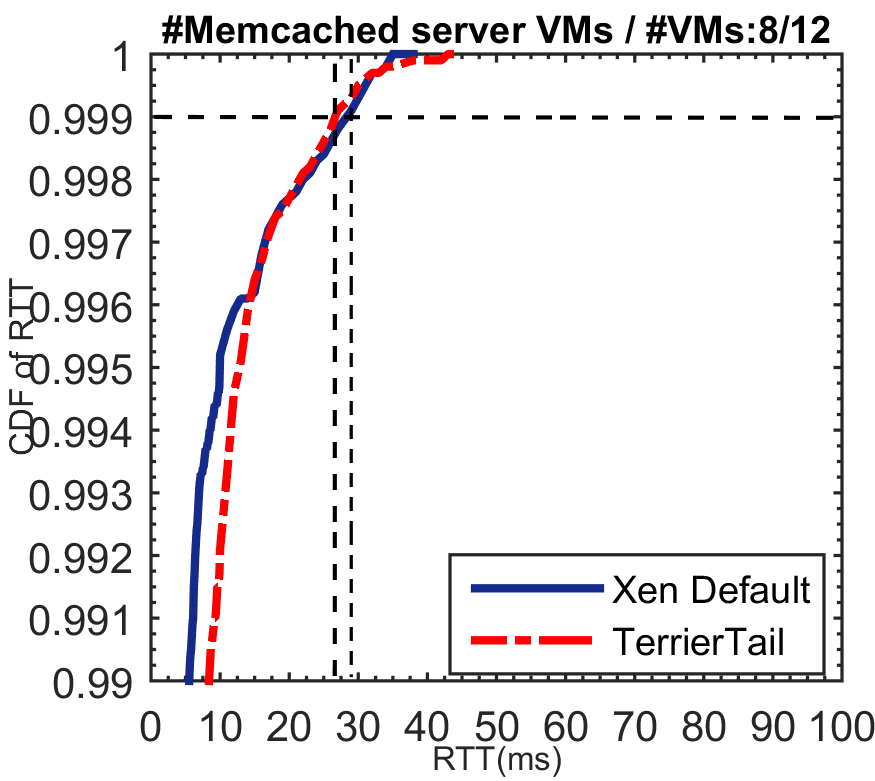 #Memcached server VMs / #VMs:8/12
1
0.999
0.998
0.997
0.996
0.995
0.994
0.993
0.992
0.991
0.99
CDF of RTT
Xen Default
TerrierTail
0 10 20 30 40 50 60 70 80 90 100
RTT(ms)